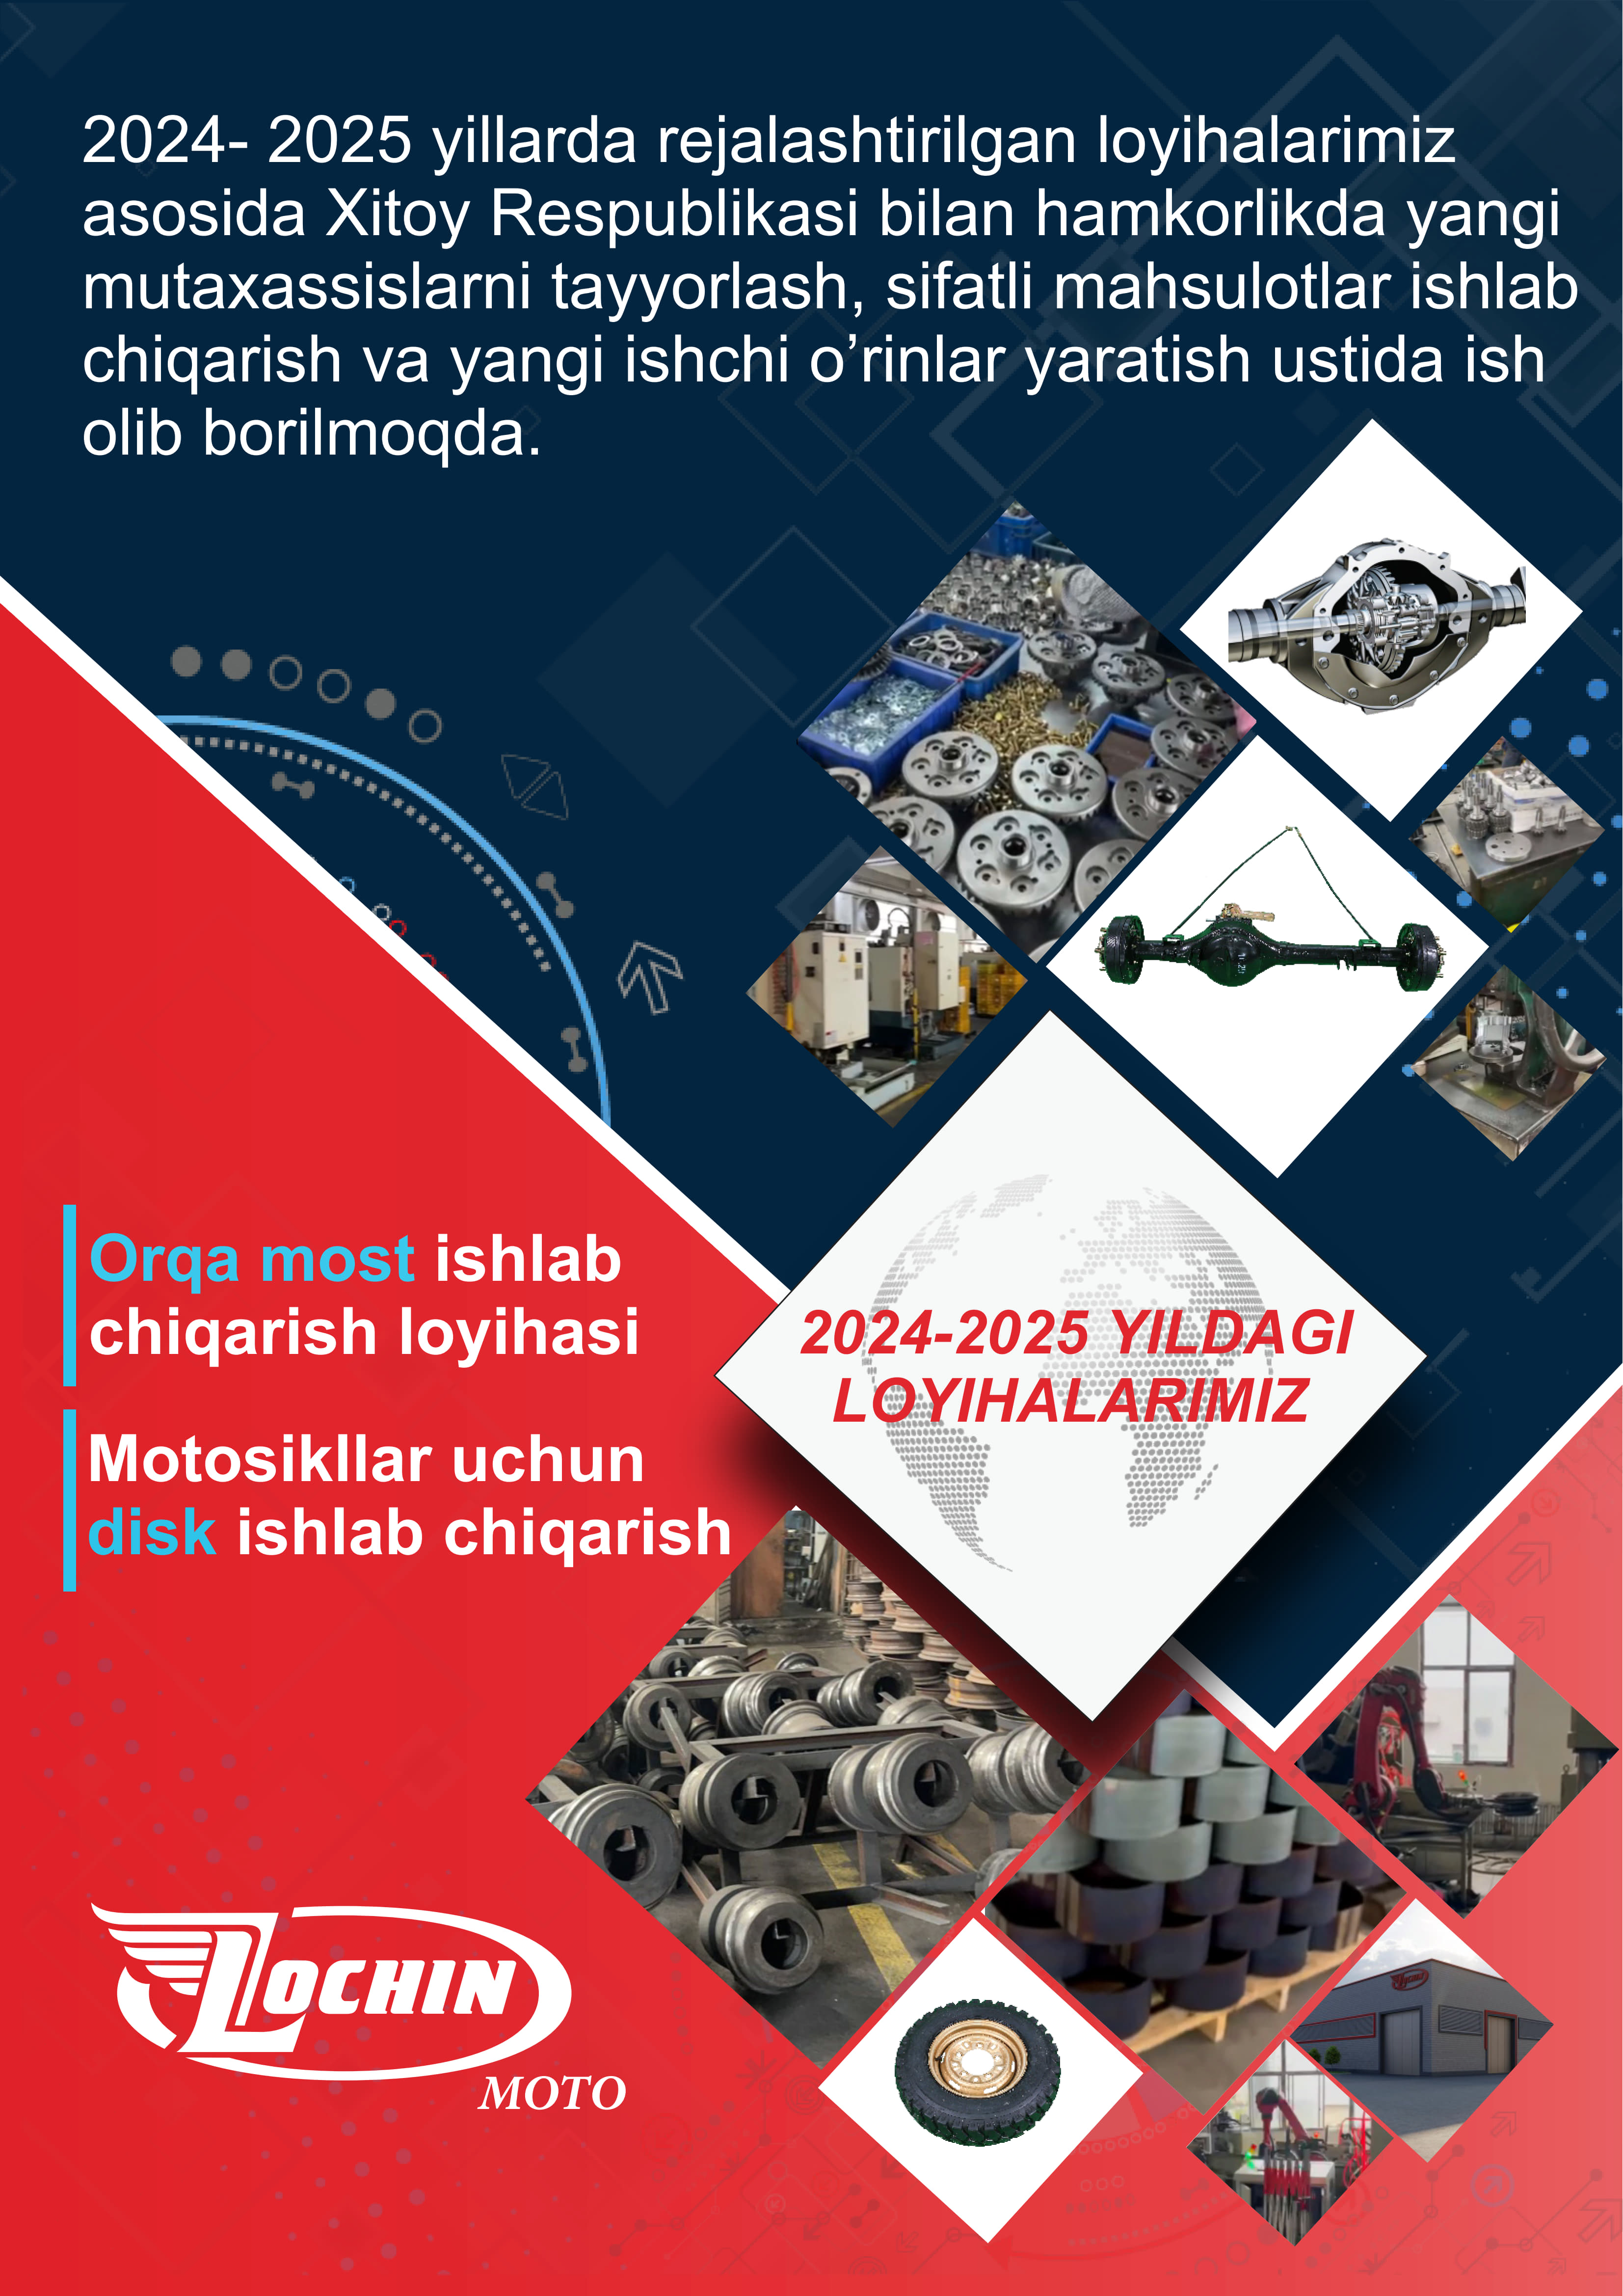 2024- 2025 yillarda rejalashtirilgan loyihalarimiz
asosida Xitoy Respublikasi bilan hamkorlikda yangi
mutaxassislarni tayyorlash, sifatli mahsulotlar ishlab
chiqarish va yangi ishchi o’rinlar yaratish ustida ish
olib borilmoqda.
2024-2025 YILDAGI
LOYIHALARIMIZ
Orqa most ishlab
chiqarish loyihasi
Motosikllar uchun
disk ishlab chiqarish
LOCHIN
MOTO